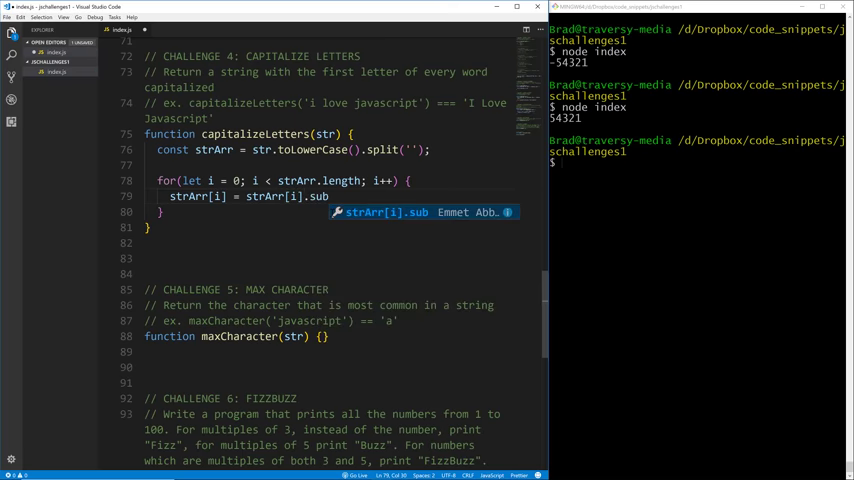 index.js - jschallenges1 - Visual Studio Code
File Edit Selection View Go Debug Tasks Help
EXPLORER
OPEN EDITORS 1 UNSAVED
index.js
JSCHALLENGES1
index.js
index.js
71
72 // CHALLENGE 4: CAPITALIZE LETTERS
73 // Return a string with the first letter of every word
capitalized
74 // ex. capitalizeLetters('i love javascript') === 'I Love
Javascript'
75 function capitalizeLetters(str) {
76 const strArr = str.toLowerCase().split('');
77
78 for(let i = 0; i < strArr.length; i++) {
79 strArr[i] = strArr[i].sub
strArr[i].sub Emmet Abb…
80 }
81 }
82
83
84
85 // CHALLENGE 5: MAX CHARACTER
86 // Return the character that is most common in a string
87 // ex. maxCharacter('javascript') == 'a'
88 function maxCharacter(str) {}
89
90
91
92 // CHALLENGE 6: FIZZBUZZ
93 // Write a program that prints all the numbers from 1 to
100. For multiples of 3, instead of the number, print
"Fizz", for multiples of 5 print "Buzz". For numbers
which are multiples of both 3 and 5, print "FizzBuzz".
0 0
Go Live Ln 79, Col 30 Spaces: 2 UTF-8 CRLF JavaScript Prettier
MINGW64:/d/Dropbox/code_snippets/jschallenges1
Brad@traversy-media /d/Dropbox/code_snippets/j
schallenges1
$ node index
-54321
Brad@traversy-media /d/Dropbox/code_snippets/j
schallenges1
$ node index
54321
Brad@traversy-media /d/Dropbox/code_snippets/j
schallenges1
$